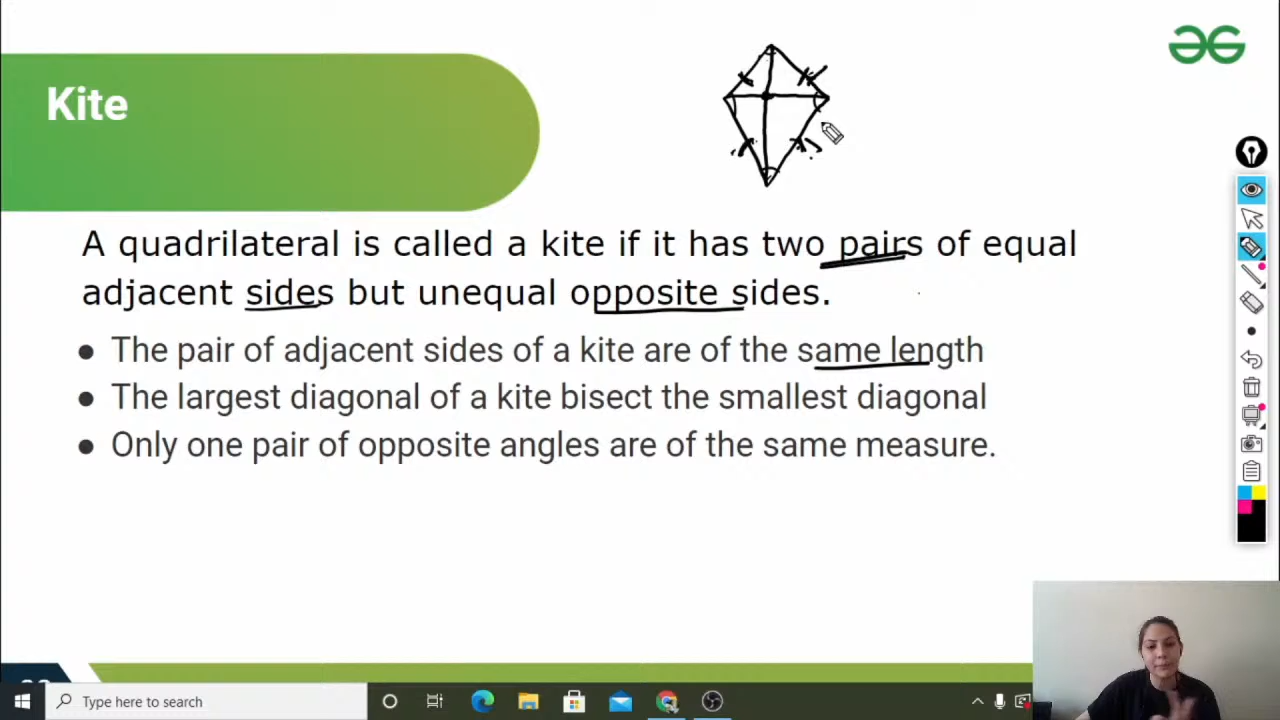 Kite
A quadrilateral is called a kite if it has two pairs of equal
adjacent sides but unequal opposite sides.
● The pair of adjacent sides of a kite are of the same length
● The largest diagonal of a kite bisect the smallest diagonal
● Only one pair of opposite angles are of the same measure.
Type here to search